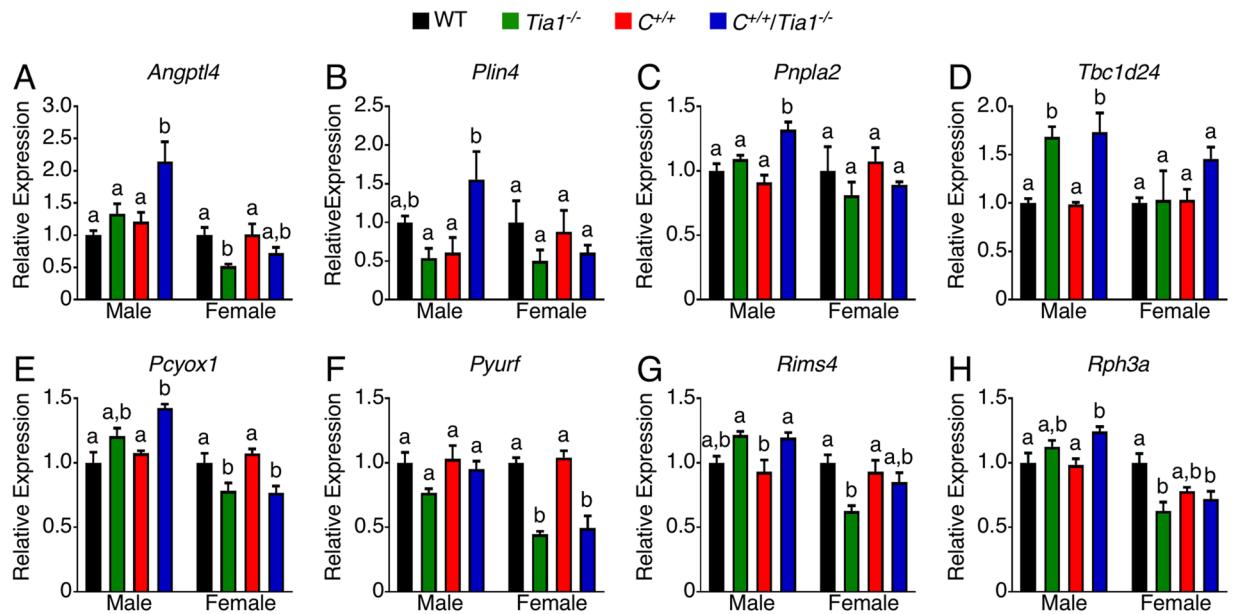 WT Tia1-/- C+/+ C+/+/Tia1-/-
A Angptl4
Relative Expression
3.0
2.5
2.0
1.5
1.0
0.5
0
a a a b a b a a,b
Male Female
B Plin4
RelativeExpression
2.5
2.0
1.5
1.0
0.5
0
a,b a a b a a a a
Male Female
C Pnpla2
Relative Expression
1.5
1.0
0.5
0
a a a b a a a a
Male Female
D Tbc1d24
Relative Expression
2.0
1.5
1.0
0.5
0
a b a b a a a a
Male Female
E Pcyox1
Relative Expression
1.5
1.0
0.5
0
a a,b a b a b a b
Male Female
F Pyurf
Relative Expression
1.5
1.0
0.5
0
a a a a a b a b
Male Female
G Rims4
Relative Expression
1.5
1.0
0.5
0
a,b a b a a b a a,b
Male Female
H Rph3a
Relative Expression
1.5
1.0
0.5
0
a a,b a b a b a,b b
Male Female